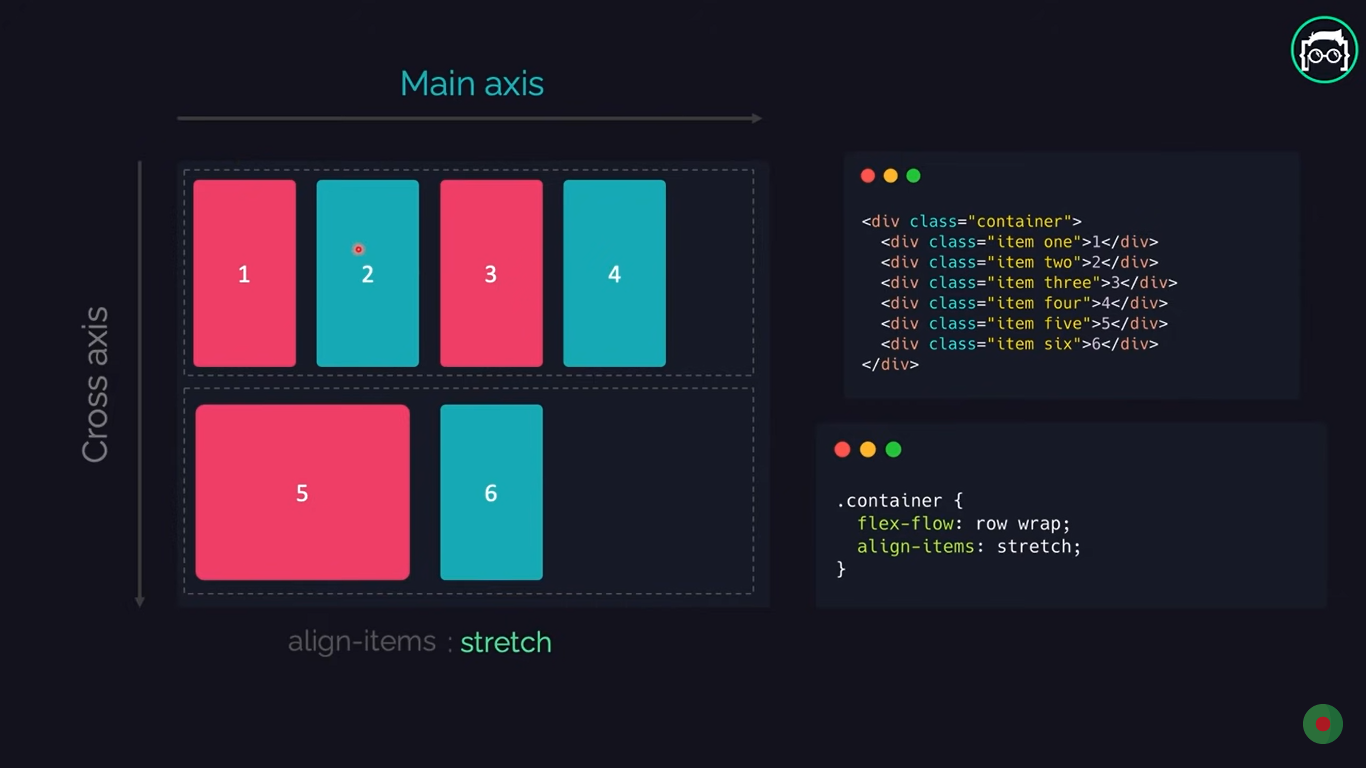 Main axis
Cross axis
1
2
3
4
5
6
align-items : stretch
<div class="container">
  <div class="item one">1</div>
  <div class="item two">2</div>
  <div class="item three">3</div>
  <div class="item four">4</div>
  <div class="item five">5</div>
  <div class="item six">6</div>
</div>
.container {
  flex-flow: row wrap;
  align-items: stretch;
}